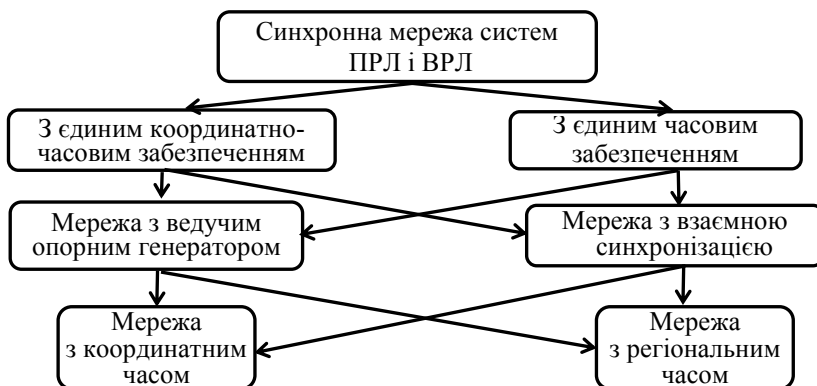 Синхронна мережа систем
ПРЛ і ВРЛ
З єдиним координатно-
часовим забезпеченням
З єдиним часовим
забезпеченням
Мережа з ведучим
опорним генератором
Мережа з взаємною
синхронізацією
Мережа
з координатним
часом
Мережа
з регіональним
часом